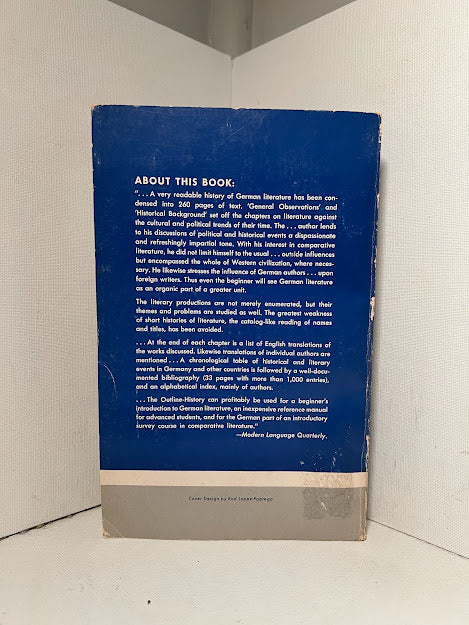 ABOUT THIS BOOK:
". . . A very readable history of German literature has been con-
densed into 260 pages of text. 'General Observations' and
'Historical Background' set off the chapters on literature against
the cultural and political trends of their time. The . . . author lends
to his discussions of political and historical events a dispassionate
and refreshingly impartial tone. With his interest in comparative
literature, he did not limit himself to the usual . . . outside influences
but encompassed the whole of Western civilization, where neces-
sary. He likewise stresses the influence of German authors . . . upon
foreign writers. Thus even the beginner will see German literature
as an organic part of a greater unit.
The literary productions are not merely enumerated, but their
themes and problems are studied as well. The greatest weakness
of short histories of literature, the catalog-like reading of names
and titles, has been avoided.
. . . At the end of each chapter is a list of English translations of
the works discussed. Likewise translations of individual authors are
mentioned . . . A chronological table of historical and literary
events in Germany and other countries is followed by a well-docu-
mented bibliography (33 pages with more than 1,000 entries),
and an alphabetical index, mainly of authors.
. . . The Outline-History can profitably be used for a beginner's
introduction to German literature, an inexpensive reference manual
for advanced students, and for the German part of an introductory
survey course in comparative literature."
—Modern Language Quarterly.
Cover Design by Rod Lopez-Fabrega